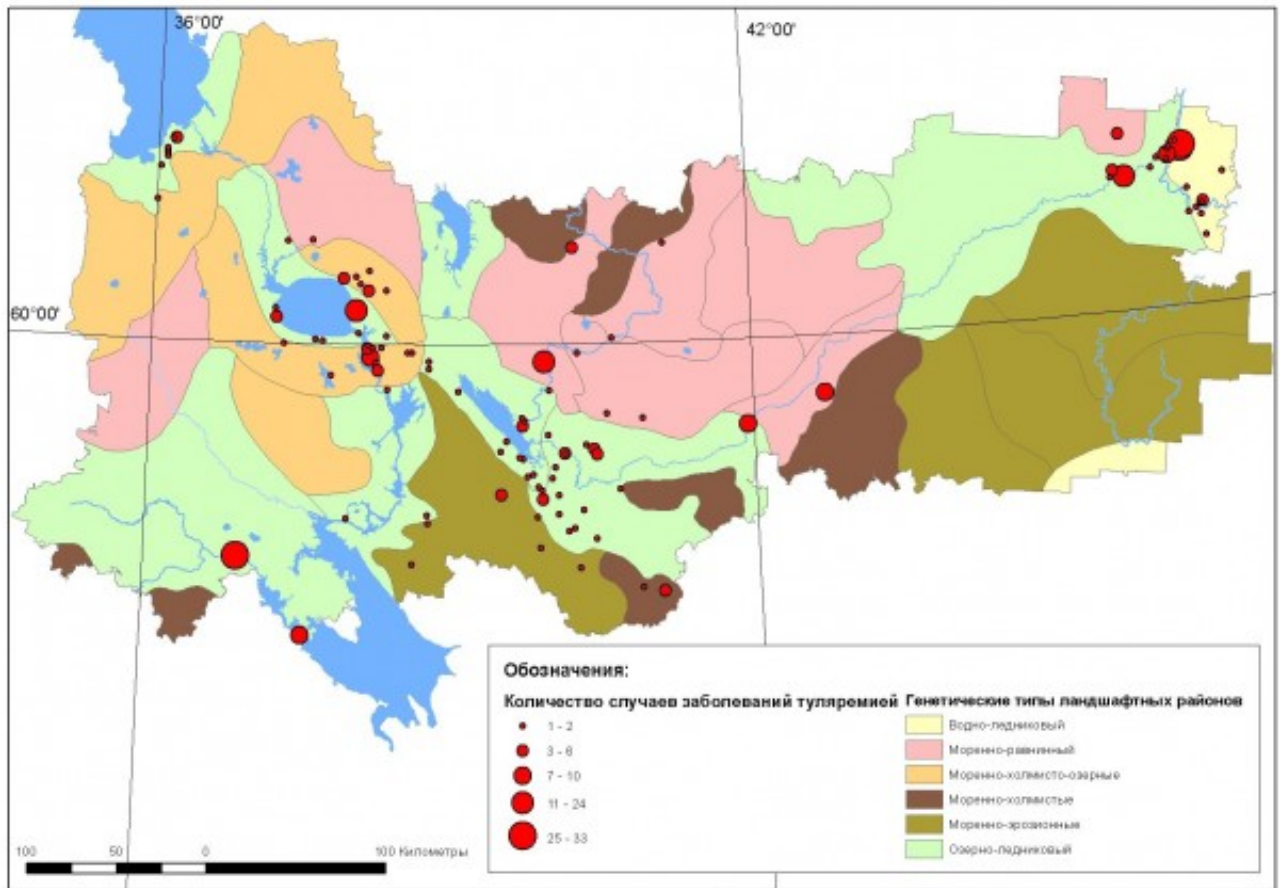 36°00'
42°00'
60°00'
Обозначения:
Количество случаев заболеваний туляремией
1 - 2
3 - 6
7 - 10
11 - 24
25 - 33
Генетические типы ландшафтных районов
Водно-ледниковый
Моренно-равнинный
Моренно-холмисто-озерные
Моренно-холмистые
Моренно-эрозионные
Озерно-ледниковый
100 50 0 100 Километры